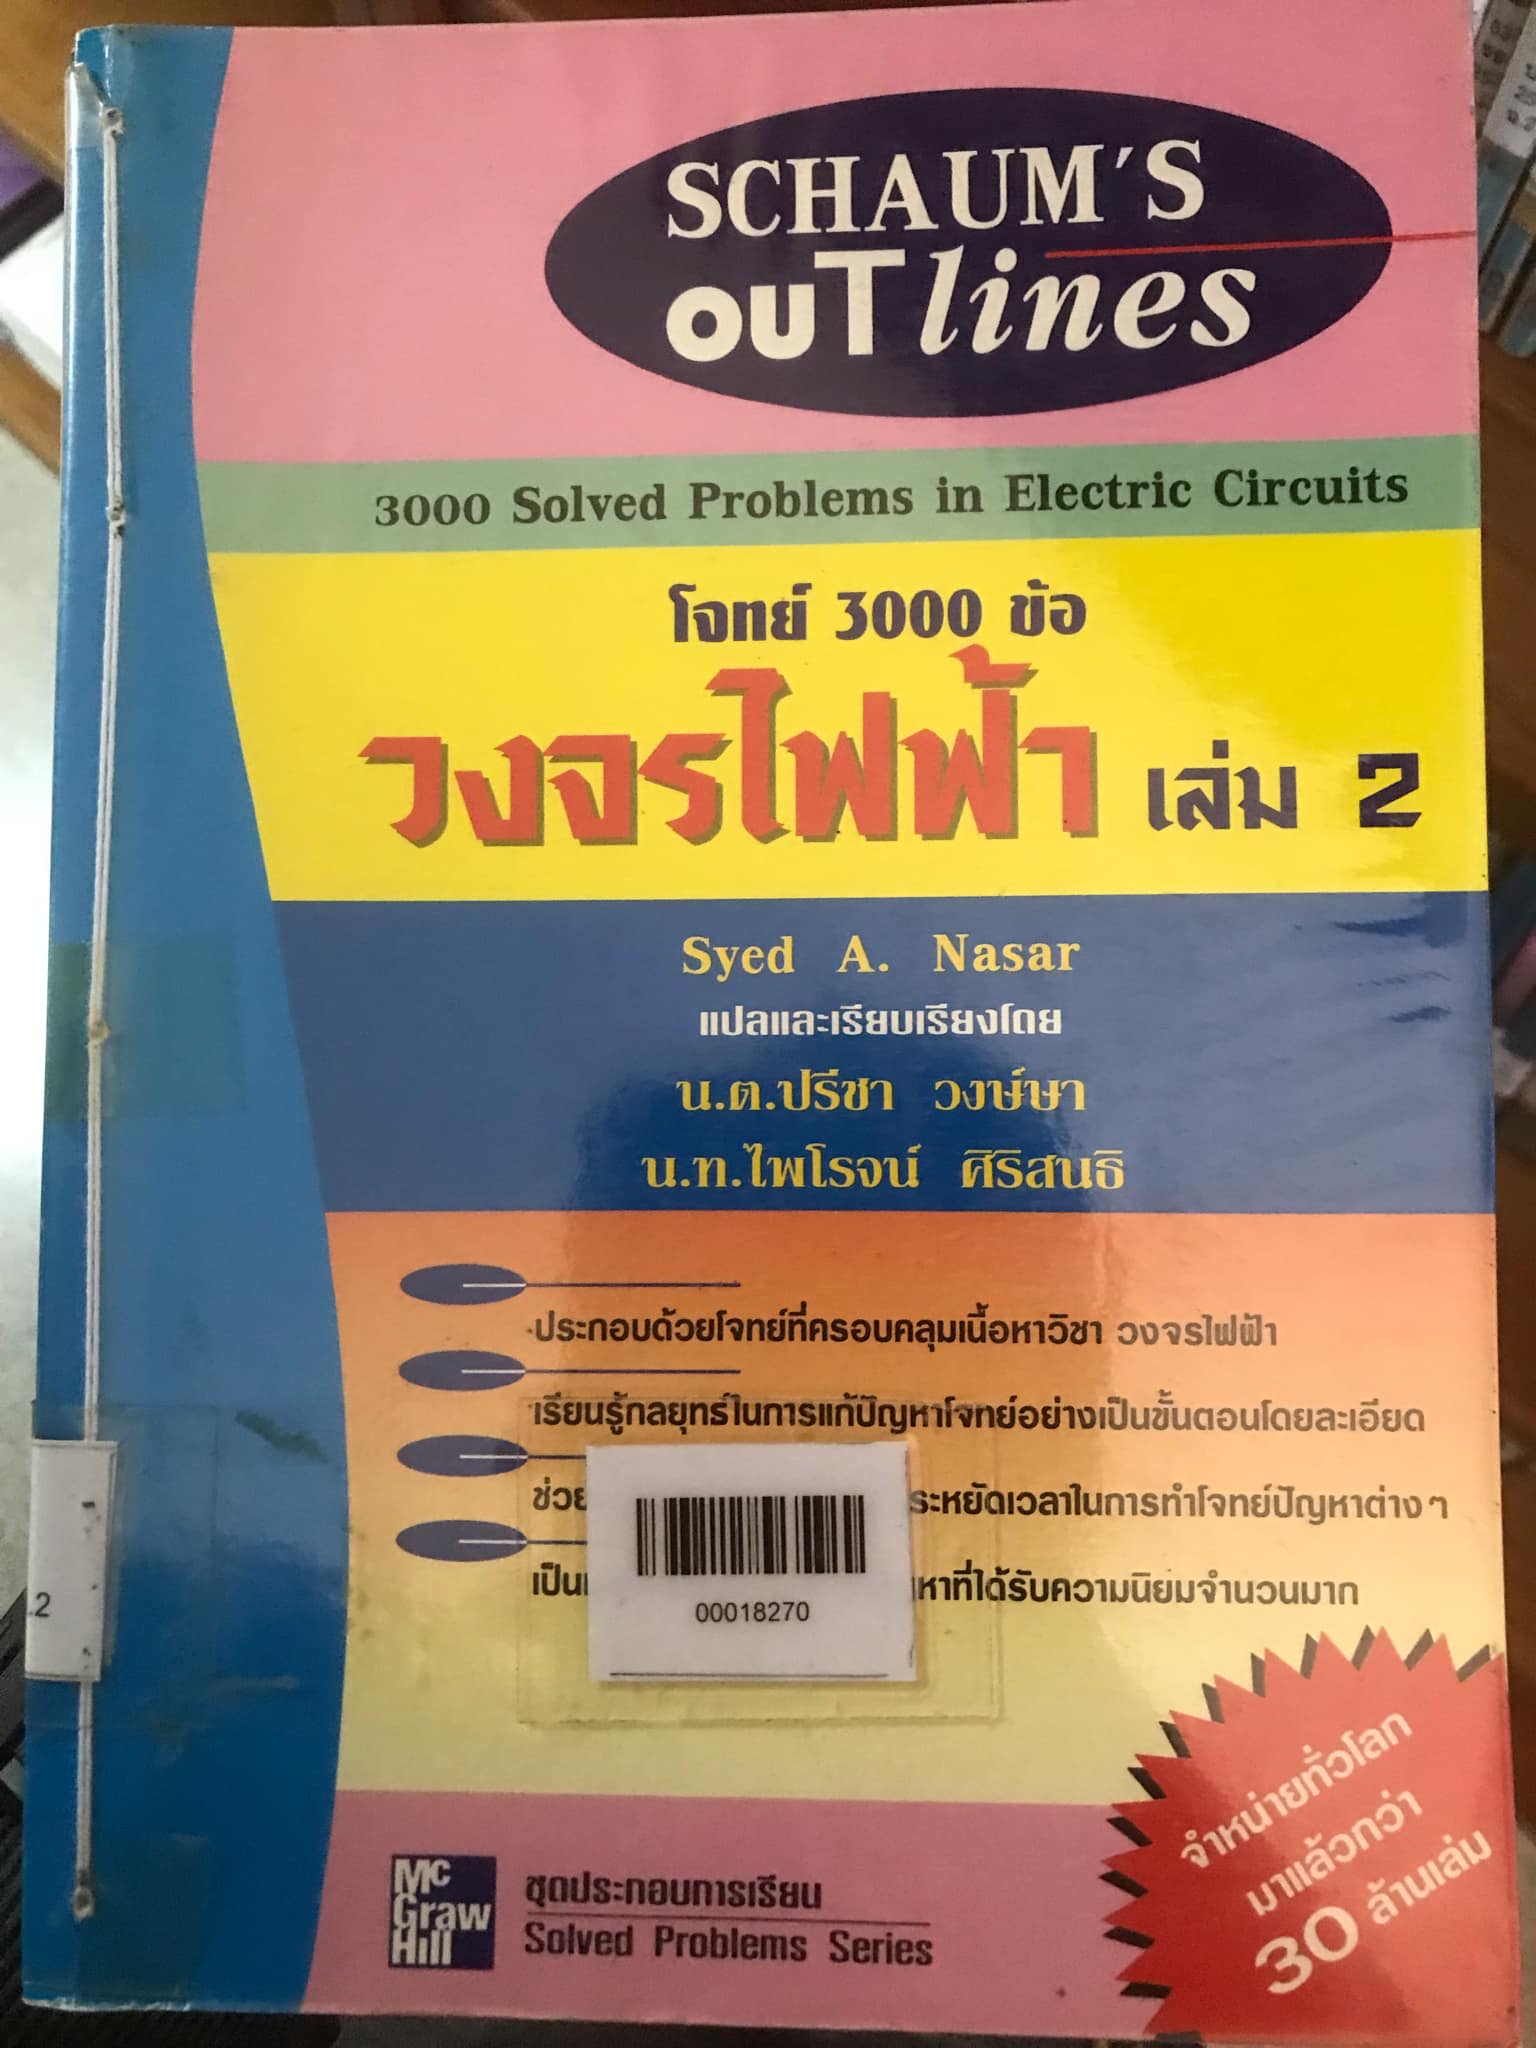 SCHAUM'S
OUTlines
3000 Solved Problems in Electric Circuits
โจทย์ 3000 ข้อ
วงจรไฟฟ้า เล่ม 2
Syed A. Nasar
แปลและเรียบเรียงโดย
น.ต.ปรีชา วงษ์ษา
น.ท.ไพโรจน์ ศิริสนธิ
ประกอบด้วยโจทย์ที่ครอบคลุมเนื้อหาวิชา วงจรไฟฟ้า
เรียนรู้กลยุทธ์ในการแก้ปัญหาโจทย์อย่างเป็นขั้นตอนโดยละเอียด
ช่วย ระหยัดเวลาในการทำโจทย์ปัญหาต่างๆ
เป็น หาที่ได้รับความนิยมจำนวนมาก
00018270
.2
จำหน่ายทั่วโลก
มาแล้วกว่า
30 ล้านเล่ม
Mc
Graw
Hill
ชุดประกอบการเรียน
Solved Problems Series